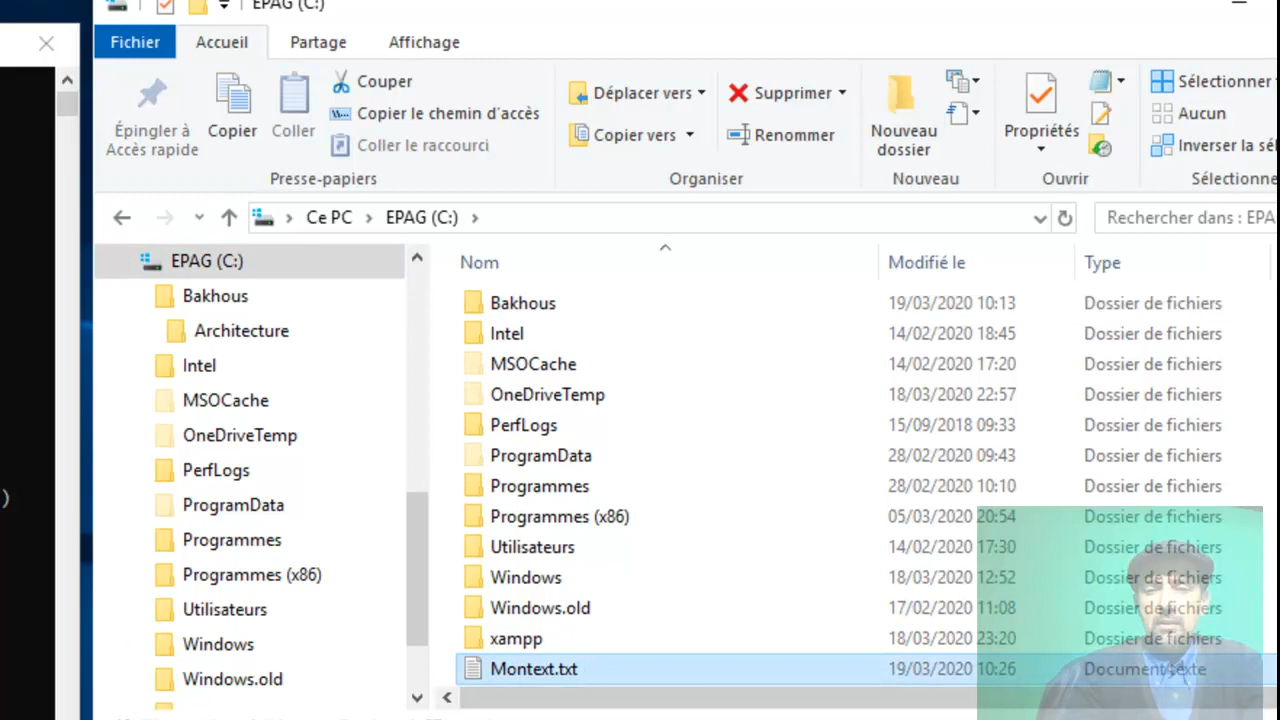 EPAG (C:)
Fichier Accueil Partage Affichage
Épingler à Accès rapide
Copier
Coller
Couper
Copier le chemin d'accès
Coller le raccourci
Presse-papiers
Déplacer vers
Copier vers
Supprimer
Renommer
Organiser
Nouveau dossier
Nouveau
Propriétés
Ouvrir
Sélectionner
Aucun
Inverser la sél
Sélectionne
Ce PC > EPAG (C:) >
Rechercher dans : EPA
EPAG (C:)
Bakhous
Architecture
Intel
MSOCache
OneDriveTemp
PerfLogs
ProgramData
Programmes
Programmes (x86)
Utilisateurs
Windows
Windows.old
Nom Modifié le Type
Bakhous 19/03/2020 10:13 Dossier de fichiers
Intel 14/02/2020 18:45 Dossier de fichiers
MSOCache 14/02/2020 17:20 Dossier de fichiers
OneDriveTemp 18/03/2020 22:57 Dossier de fichiers
PerfLogs 15/09/2018 09:33 Dossier de fichiers
ProgramData 28/02/2020 09:43 Dossier de fichiers
Programmes 28/02/2020 10:10 Dossier de fichiers
Programmes (x86) 05/03/2020 20:54 Dossier de fichiers
Utilisateurs 14/02/2020 17:30 Dossier de fichiers
Windows 18/03/2020 12:52 Dossier de fichiers
Windows.old 17/02/2020 11:08 Dossier de fichiers
xampp 18/03/2020 23:20 Dossier de fichiers
Montext.txt 19/03/2020 10:26 Document texte
)